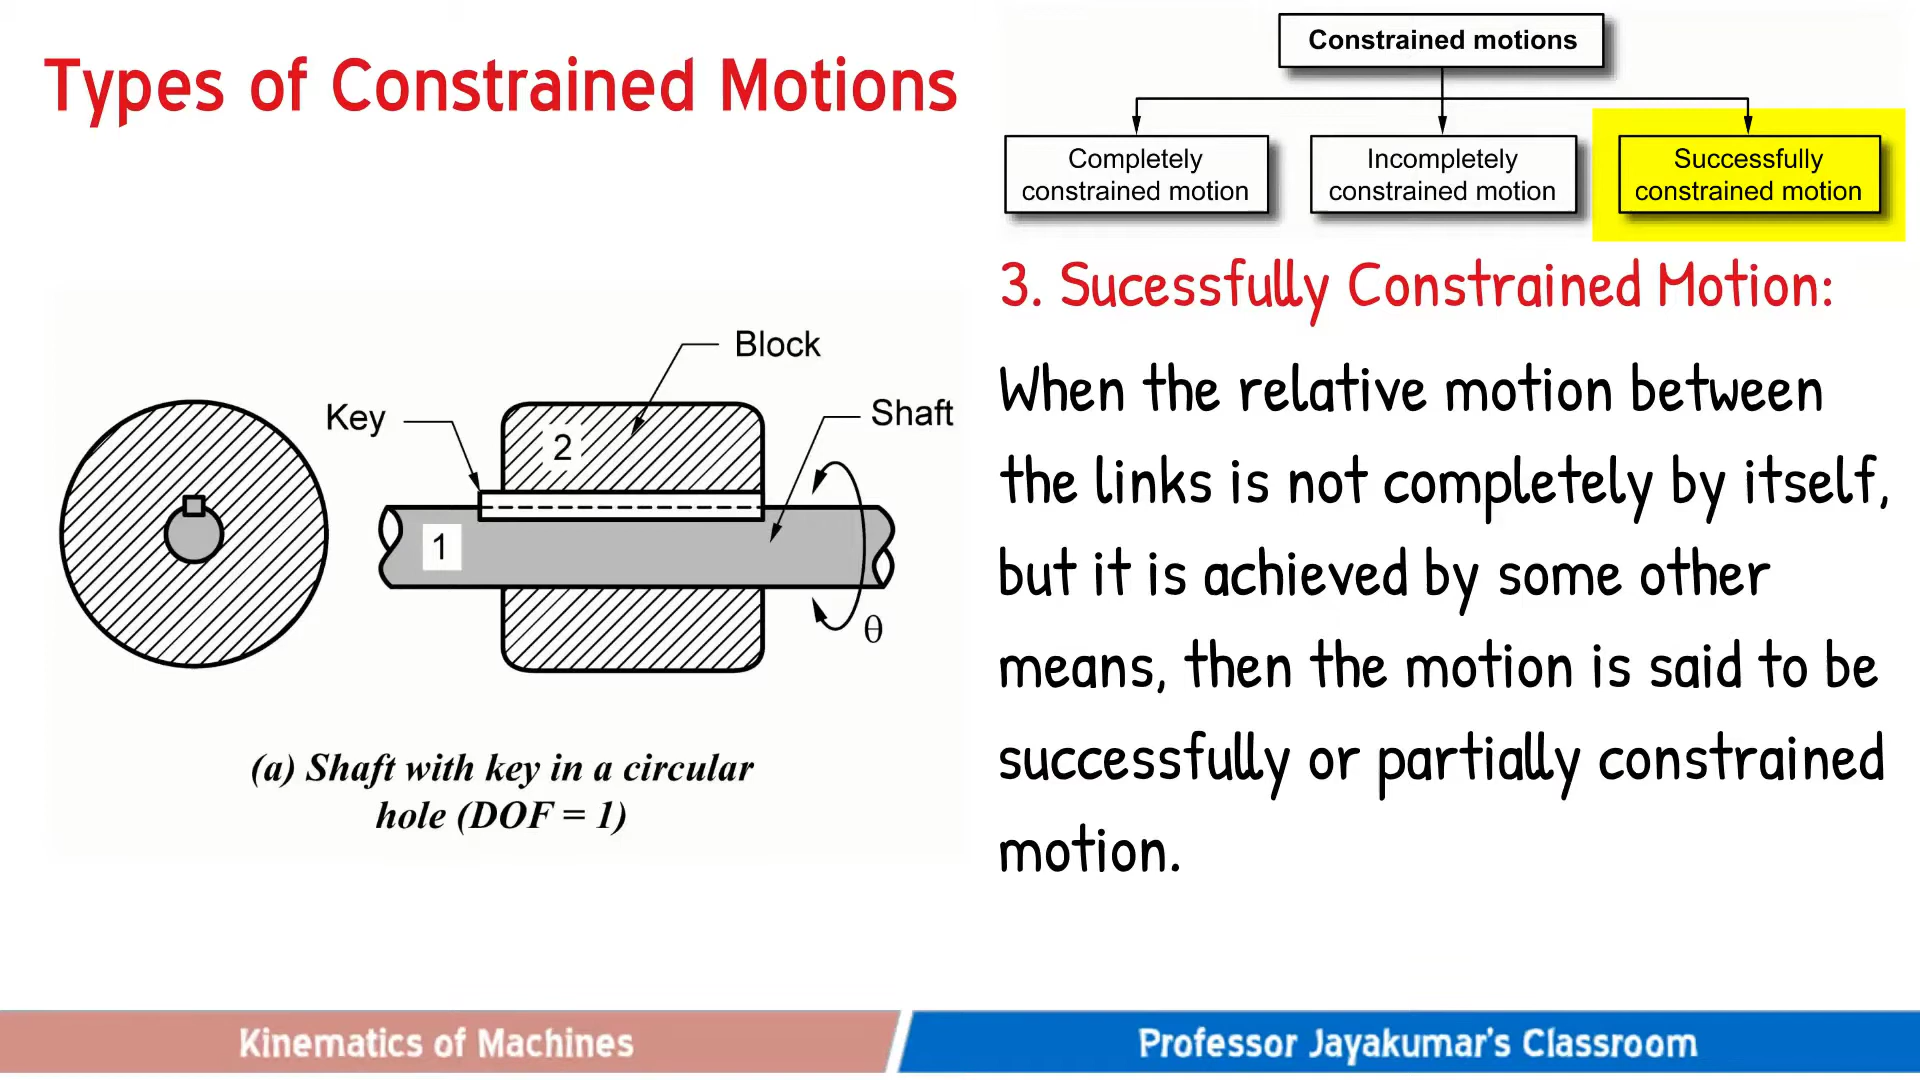 Types of Constrained Motions
Constrained motions
Completely
constrained motion
Incompletely
constrained motion
Successfully
constrained motion
Block
Key
Shaft
2
1
θ
(a) Shaft with key in a circular
hole (DOF = 1)
3. Sucessfully Constrained Motion:
When the relative motion between
the links is not completely by itself,
but it is achieved by some other
means, then the motion is said to be
successfully or partially constrained
motion.
Kinematics of Machines
Professor Jayakumar's Classroom